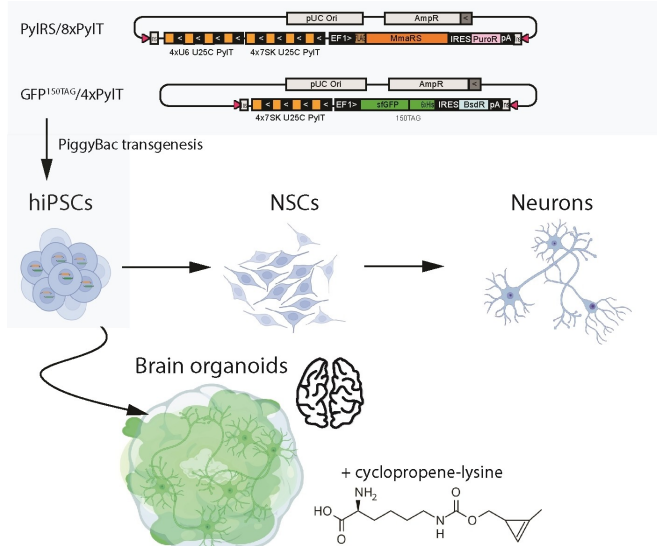 pUC Ori AmpR <
PylRS/8xPylT
< < < < < < < < EF1> MmaRS IRES PuroR pA
4xU6 U25C PylT 4x7SK U25C PylT
pUC Ori AmpR <
GFP150TAG/4xPylT
< < < < EF1> sfGFP IRES BsdR pA
4x7SK U25C PylT 150TAG
PiggyBac transgenesis
hiPSCs NSCs Neurons
Brain organoids
+ cyclopropene-lysine
NH2 O
HO N O
O H